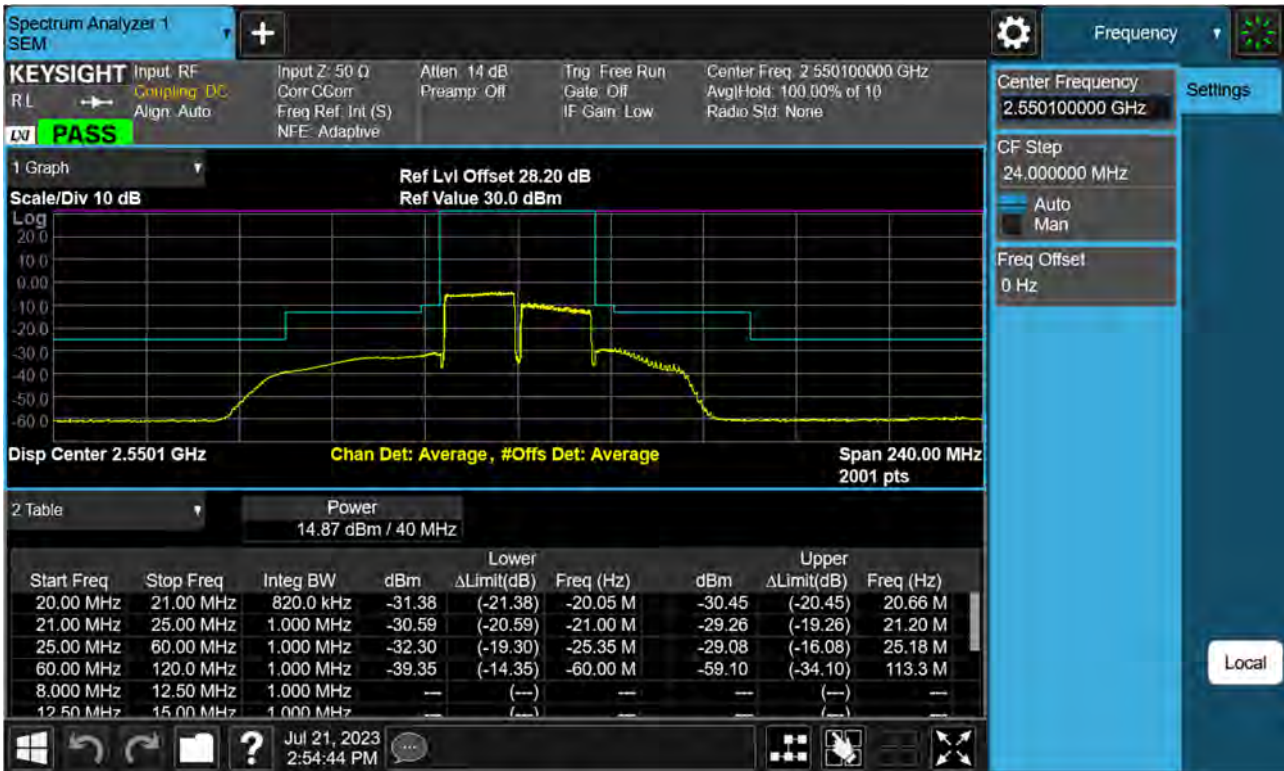 Spectrum Analyzer 1
SEM
+
Frequency
KEYSIGHT
R L
LXI
PASS
Input: RF
Coupling: DC
Align: Auto
Input Z: 50 Ω
Corr CCorr
Freq Ref: Int (S)
NFE: Adaptive
Atten: 14 dB
Preamp: Off
Trig: Free Run
Gate: Off
IF Gain: Low
Center Freq: 2.550100000 GHz
Avg|Hold: 100.00% of 10
Radio Std: None
Center Frequency
2.550100000 GHz
Settings
CF Step
24.000000 MHz
Auto
Man
Freq Offset
0 Hz
Local
1 Graph
Scale/Div 10 dB
Ref Lvl Offset 28.20 dB
Ref Value 30.0 dBm
Log
20.0
10.0
0.00
-10.0
-20.0
-30.0
-40.0
-50.0
-60.0
Disp Center 2.5501 GHz
Chan Det: Average, #Offs Det: Average
Span 240.00 MHz
2001 pts
2 Table
Power
14.87 dBm / 40 MHz
Lower Upper
Start Freq Stop Freq Integ BW dBm ΔLimit(dB) Freq (Hz) dBm ΔLimit(dB) Freq (Hz)
20.00 MHz 21.00 MHz 820.0 kHz -31.38 (-21.38) -20.05 M -30.45 (-20.45) 20.66 M
21.00 MHz 25.00 MHz 1.000 MHz -30.59 (-20.59) -21.00 M -29.26 (-19.26) 21.20 M
25.00 MHz 60.00 MHz 1.000 MHz -32.30 (-19.30) -25.35 M -29.08 (-16.08) 25.18 M
60.00 MHz 120.0 MHz 1.000 MHz -39.35 (-14.35) -60.00 M -59.10 (-34.10) 113.3 M
8.000 MHz 12.50 MHz 1.000 MHz --- (---) --- --- (---) ---
12.50 MHz 15.00 MHz 1.000 MHz --- (---) --- --- (---) ---
?
Jul 21, 2023
2:54:44 PM